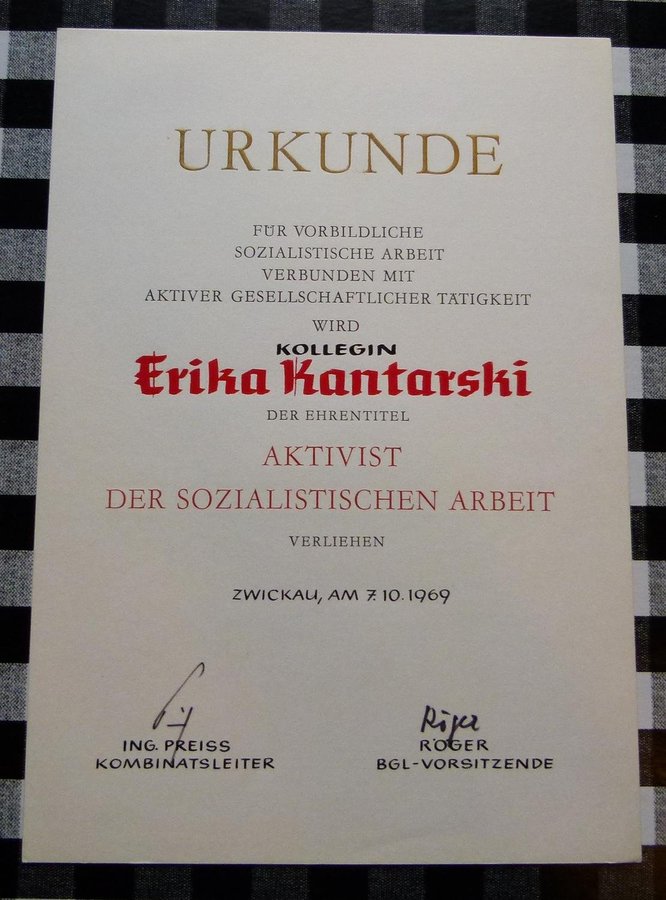 URKUNDE
FÜR VORBILDLICHE
SOZIALISTISCHE ARBEIT
VERBUNDEN MIT
AKTIVER GESELLSCHAFTLICHER TÄTIGKEIT
WIRD
KOLLEGIN
Erika Kantarski
DER EHRENTITEL
AKTIVIST
DER SOZIALISTISCHEN ARBEIT
VERLIEHEN
ZWICKAU, AM 7.10.1969
Röger
ING. PREISS
KOMBINATSLEITER
RÖGER
BGL-VORSITZENDE